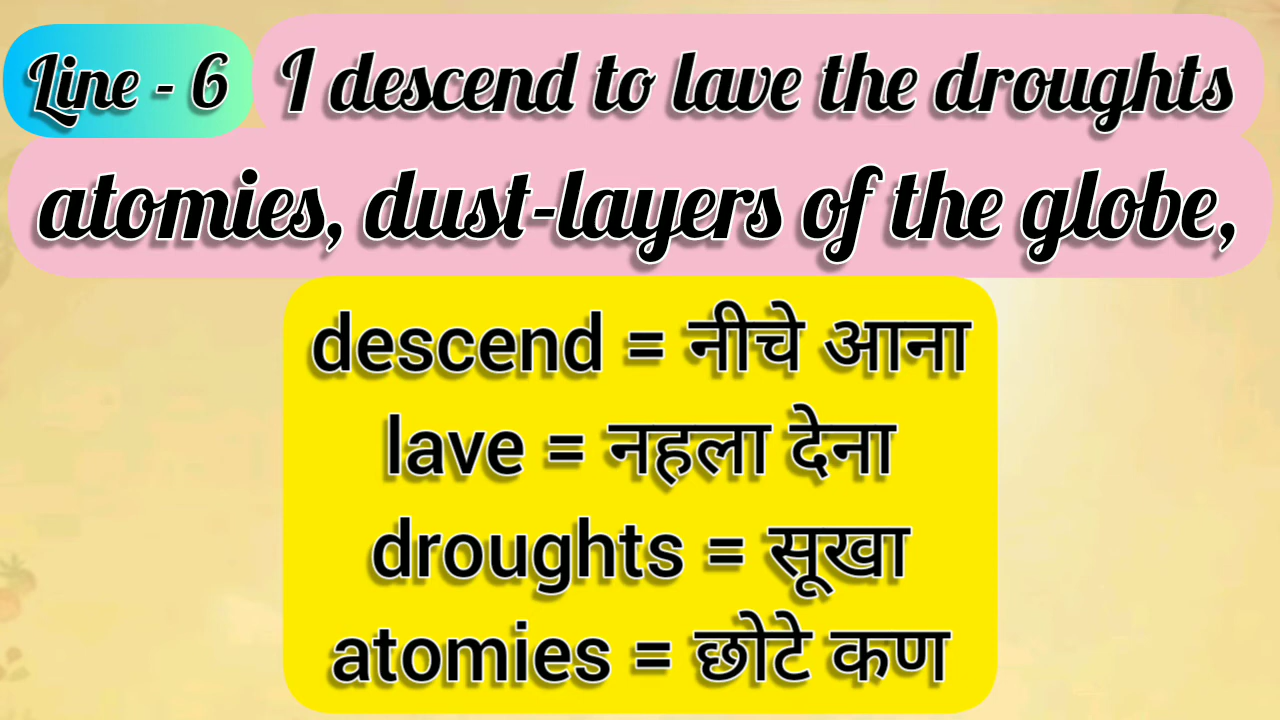 Line - 6 I descend to lave the droughts
atomies, dust-layers of the globe,
descend = नीचे आना
lave = नहला देना
droughts = सूखा
atomies = छोटे कण